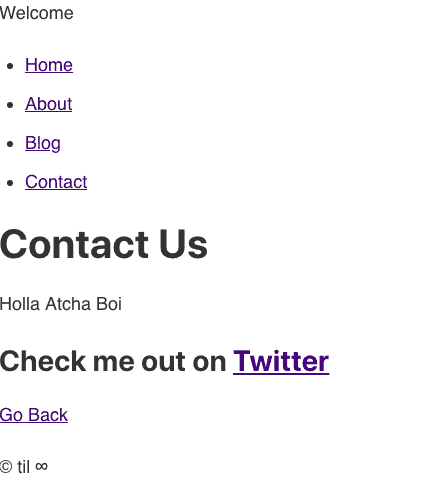 Welcome
Home
About
Blog
Contact
Contact Us
Holla Atcha Boi
Check me out on Twitter
Go Back
© til ∞